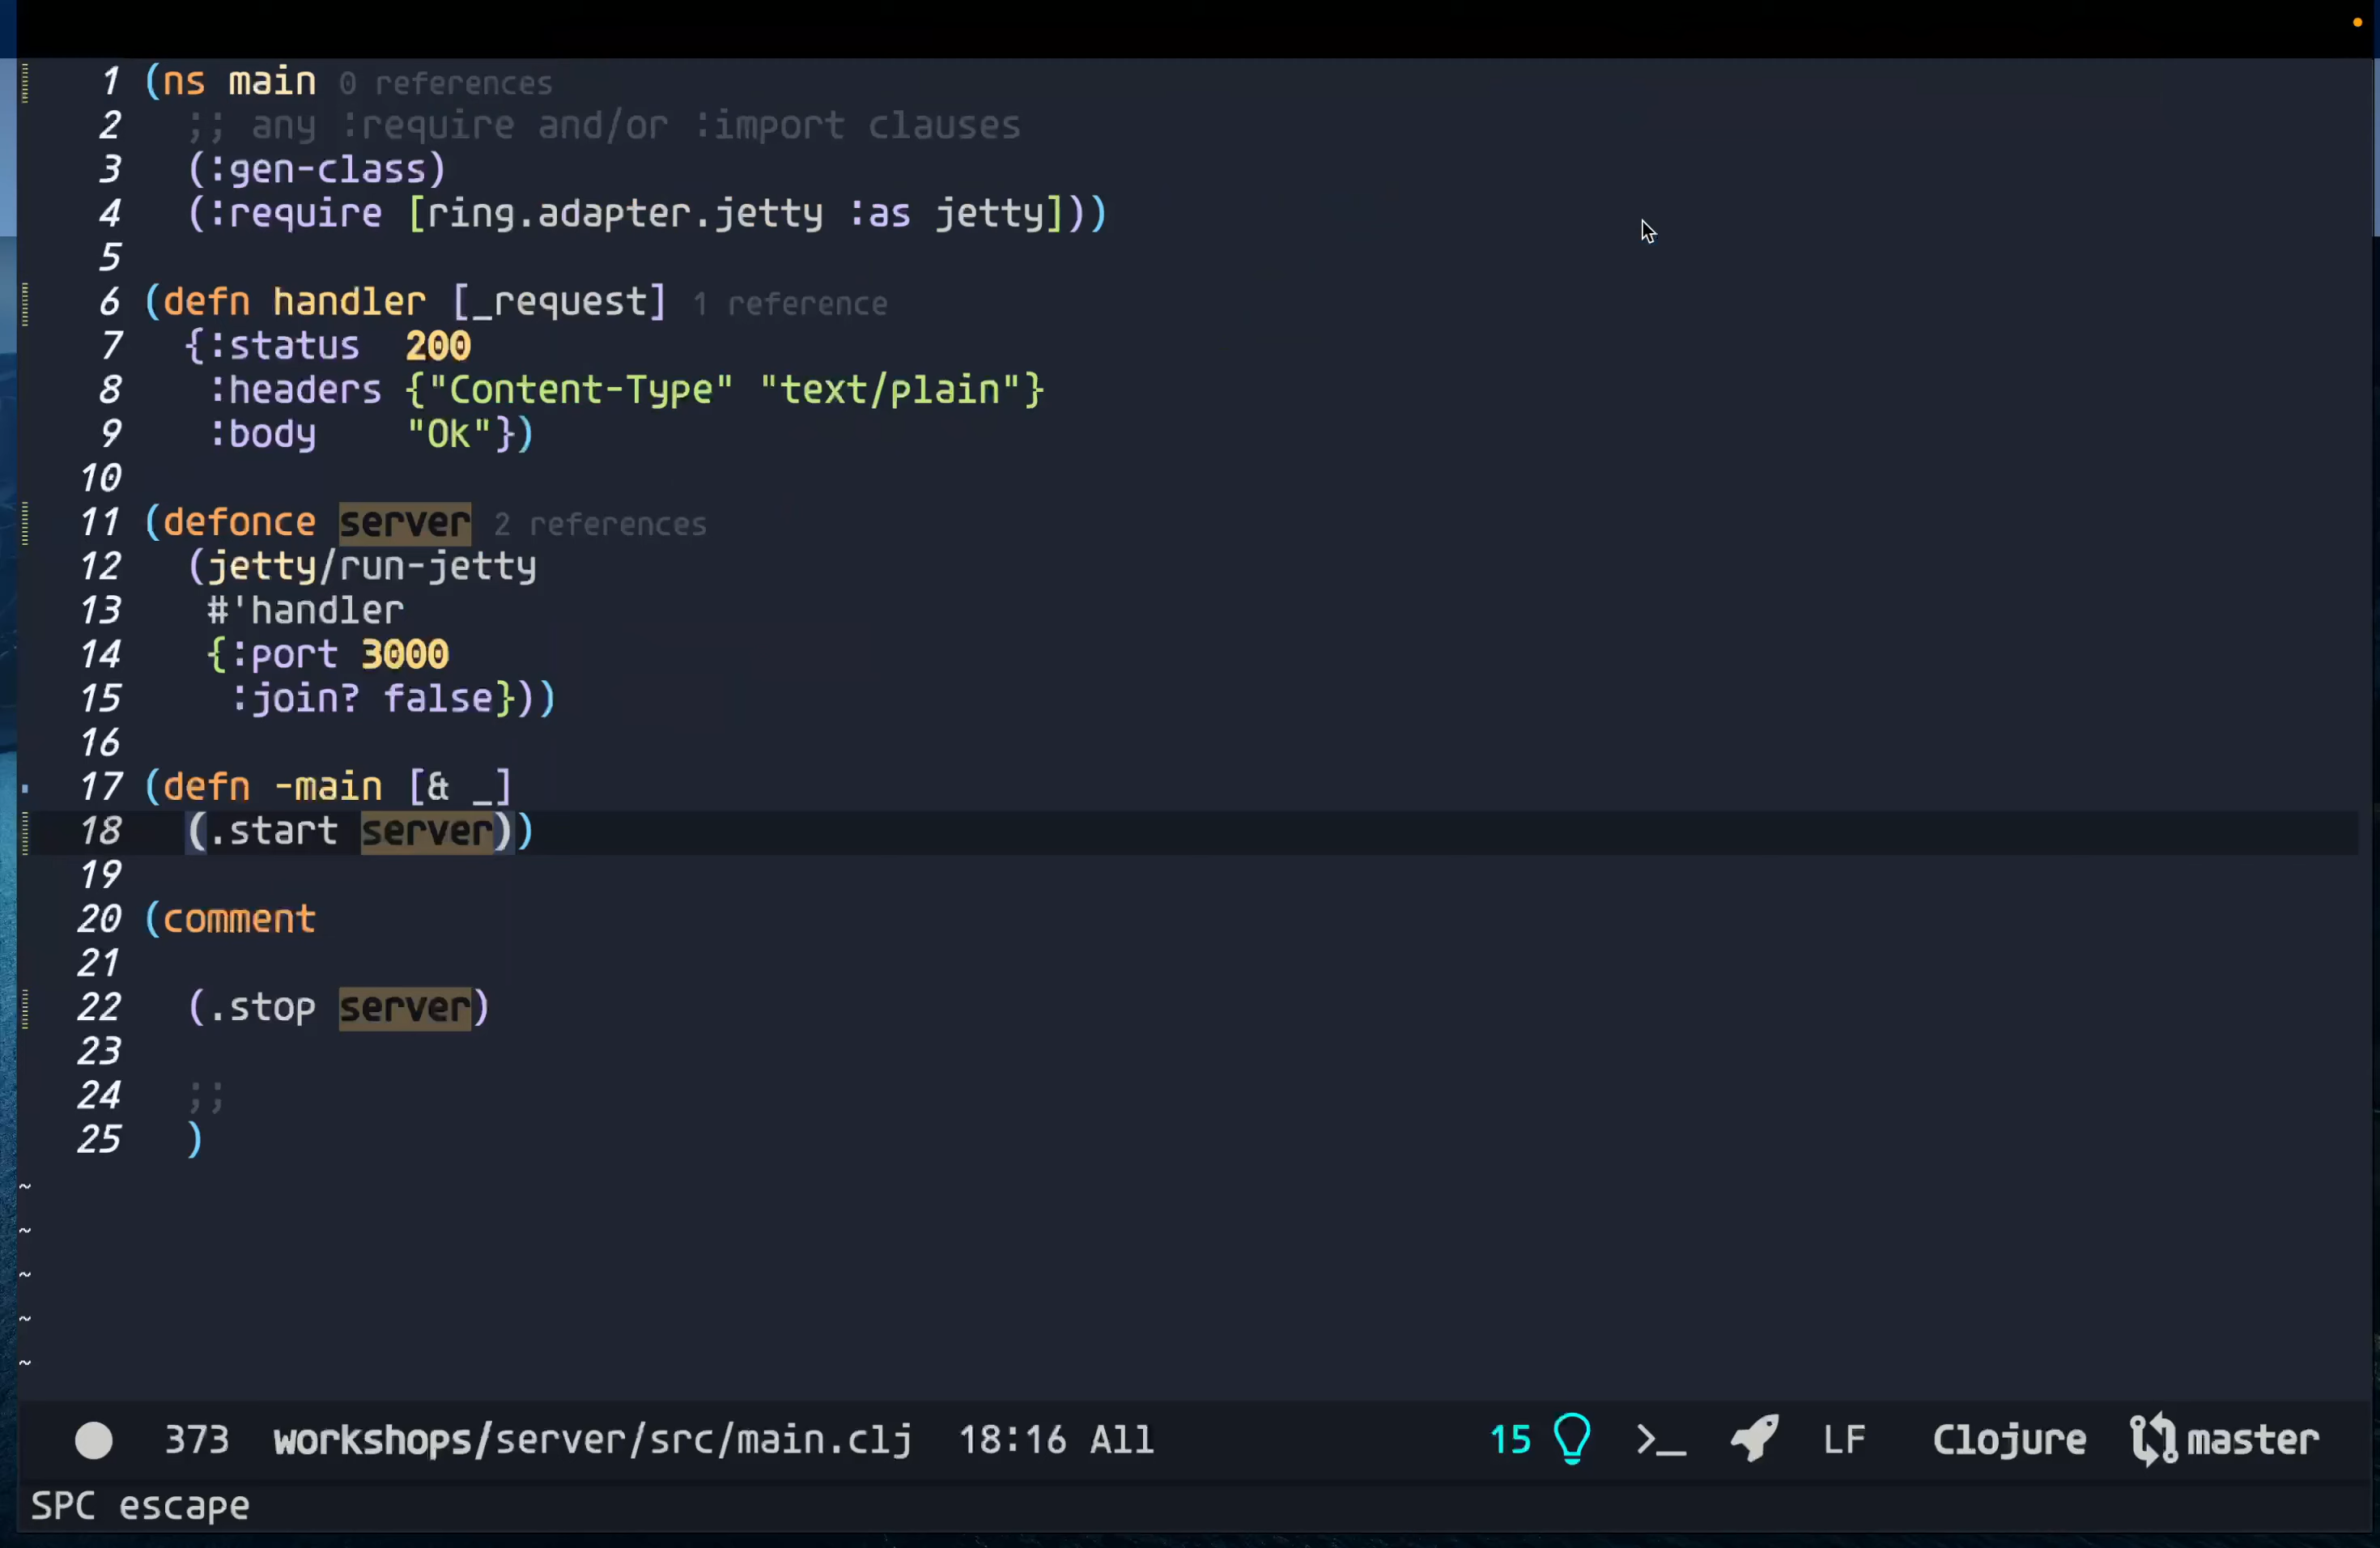 1 (ns main 0 references
2 ;; any :require and/or :import clauses
3 (:gen-class)
4 (:require [ring.adapter.jetty :as jetty]))
5
6 (defn handler [_request] 1 reference
7 {:status 200
8 :headers {"Content-Type" "text/plain"}
9 :body "Ok"})
10
11 (defonce server 2 references
12 (jetty/run-jetty
13 #'handler
14 {:port 3000
15 :join? false}))
16
17 (defn -main [& _]
18 (.start server))
19
20 (comment
21
22 (.stop server)
23
24 ;;
25 )
~
~
~
~
~
373 workshops/server/src/main.clj 18:16 All 15 >_ LF Clojure master
SPC escape